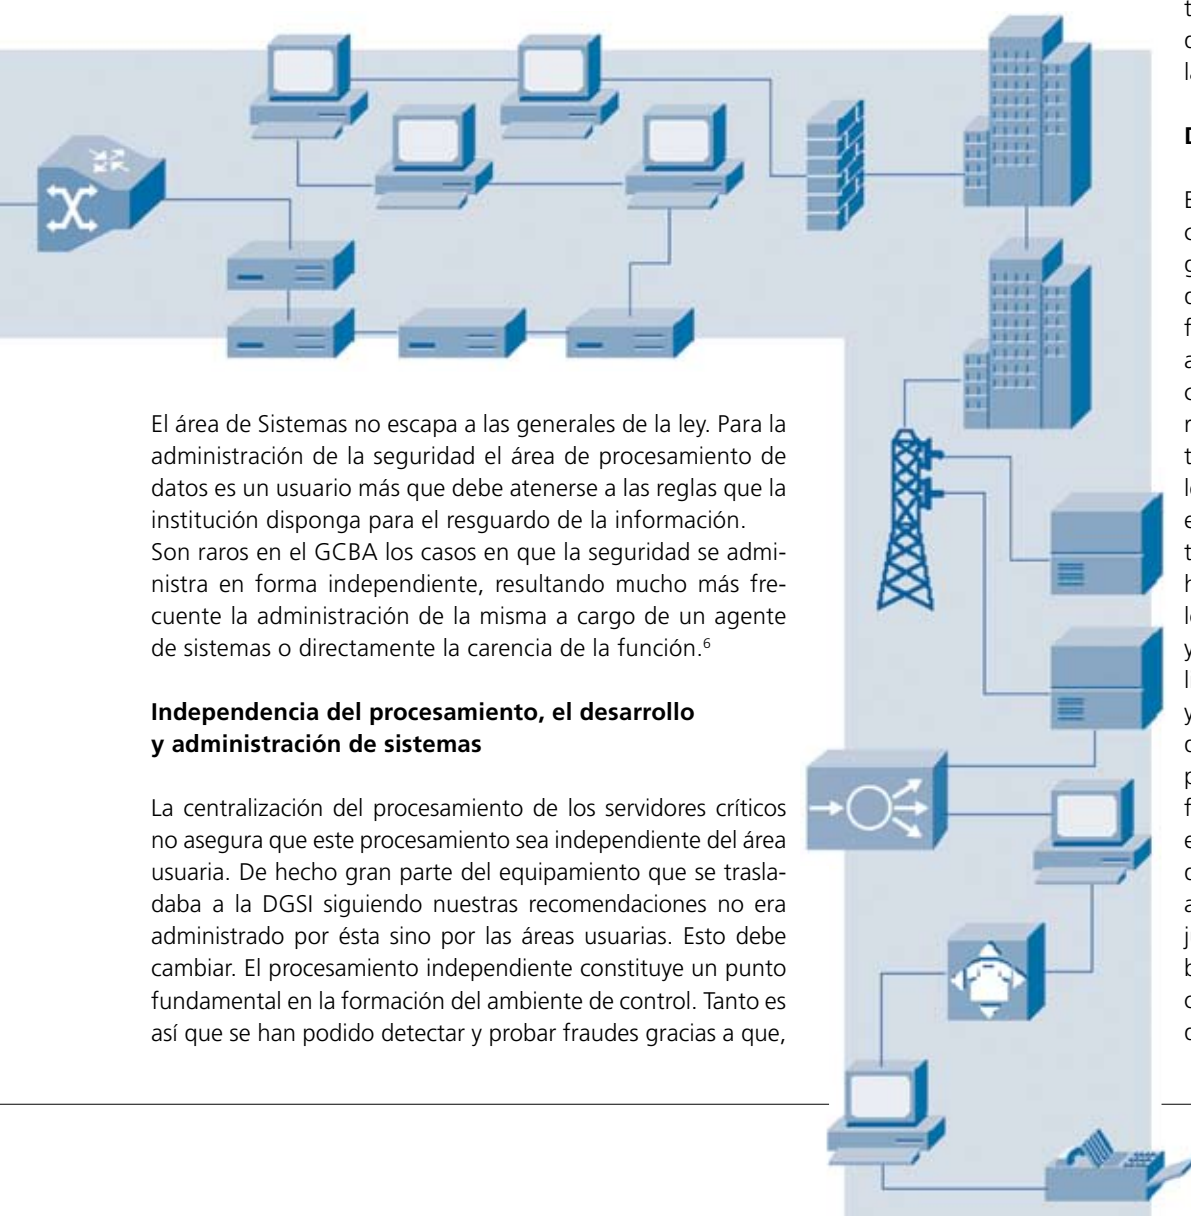 El área de Sistemas no escapa a las generales de la ley. Para la
administración de la seguridad el área de procesamiento de
datos es un usuario más que debe atenerse a las reglas que la
institución disponga para el resguardo de la información.
Son raros en el GCBA los casos en que la seguridad se admi-
nistra en forma independiente, resultando mucho más fre-
cuente la administración de la misma a cargo de un agente
de sistemas o directamente la carencia de la función.6
Independencia del procesamiento, el desarrollo
y administración de sistemas
La centralización del procesamiento de los servidores críticos
no asegura que este procesamiento sea independiente del área
usuaria. De hecho gran parte del equipamiento que se trasla-
daba a la DGSI siguiendo nuestras recomendaciones no era
administrado por ésta sino por las áreas usuarias. Esto debe
cambiar. El procesamiento independiente constituye un punto
fundamental en la formación del ambiente de control. Tanto es
así que se han podido detectar y probar fraudes gracias a que,